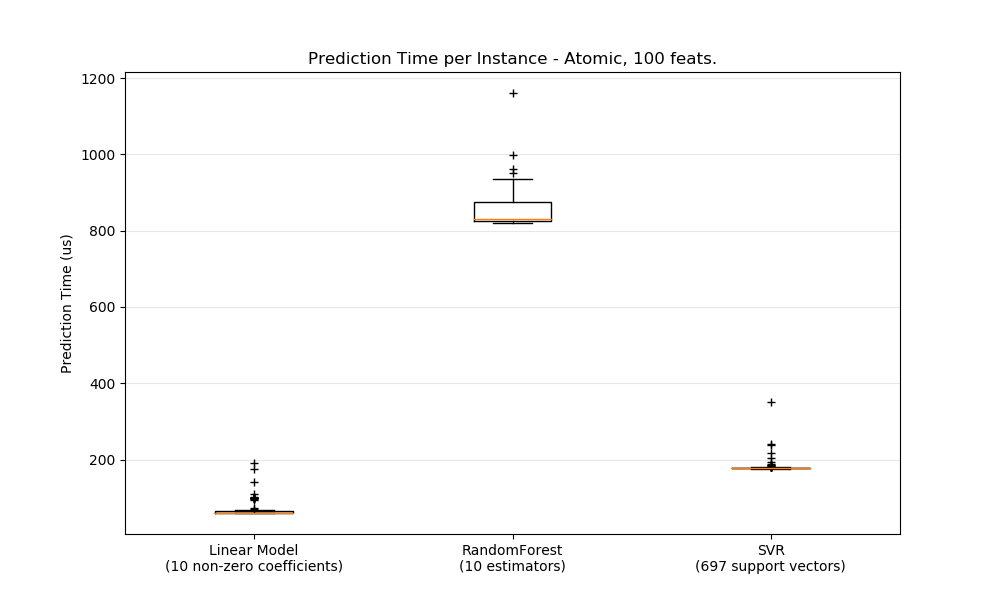 Prediction Time per Instance - Atomic, 100 feats.
1200
1000
800
600
400
200
Prediction Time (us)
Linear Model
(10 non-zero coefficients)
RandomForest
(10 estimators)
SVR
(697 support vectors)